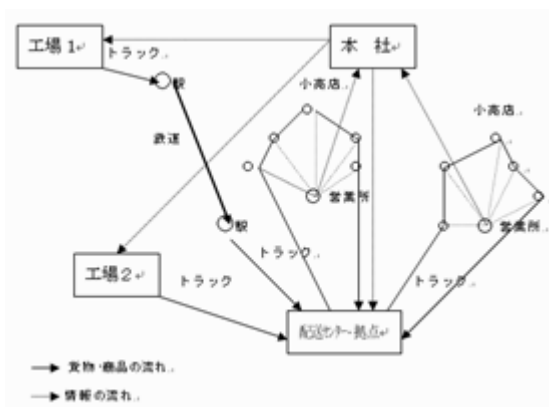 工場1
トラック
本 社
駅
小高店
小高店
鉄道
営業所
営業所
駅
トラック
トラック
工場2
トラック
配送センター・拠点
貨物・商品の流れ
情報の流れ